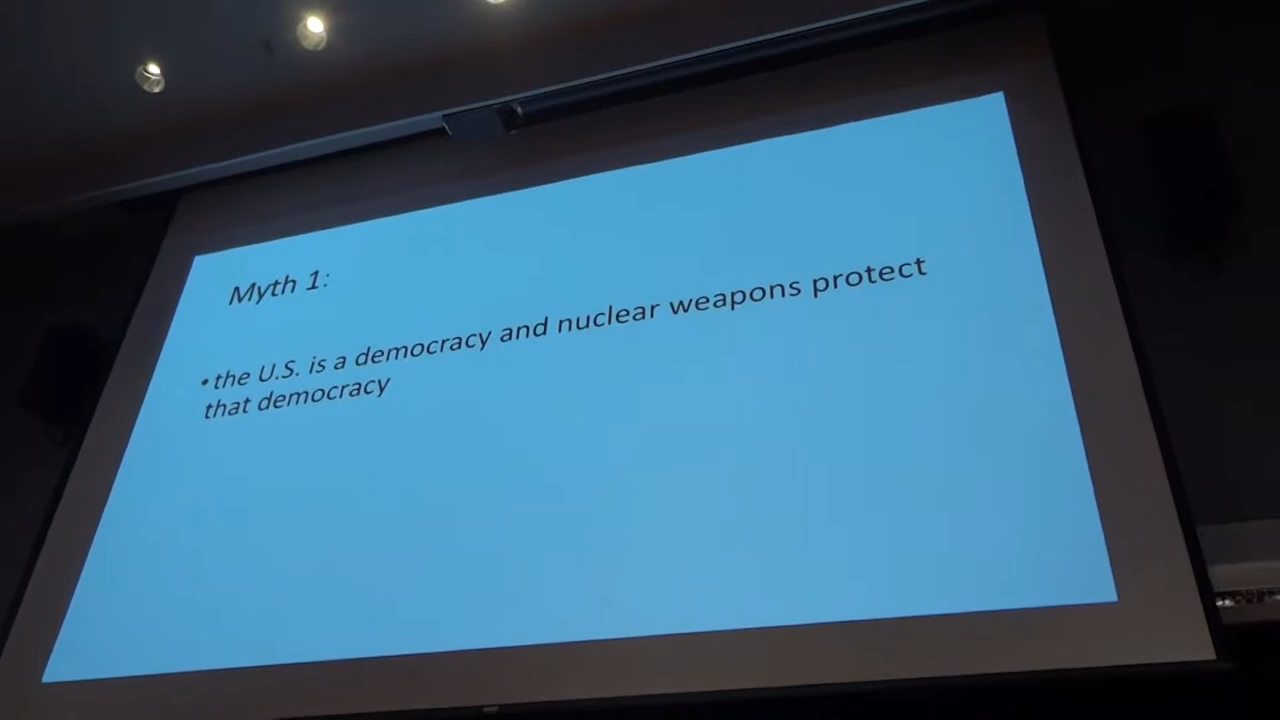 Myth 1:
•the U.S. is a democracy and nuclear weapons protect
that democracy